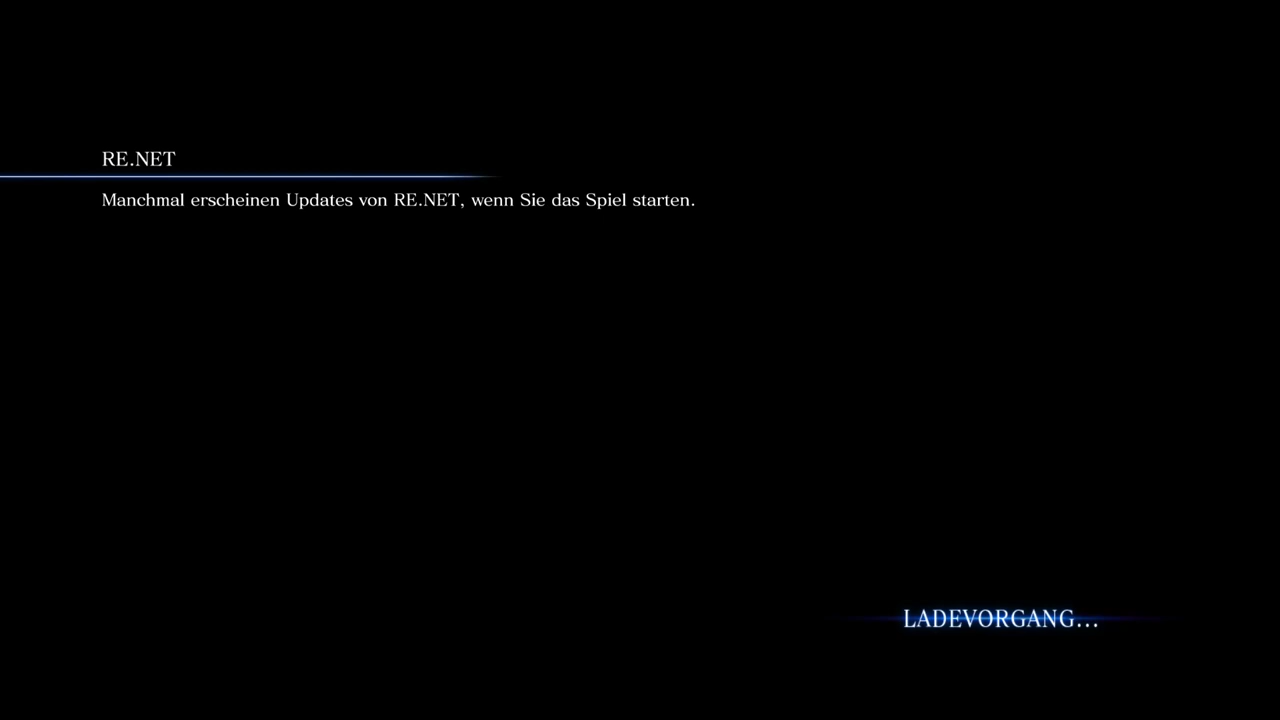 RE.NET
Manchmal erscheinen Updates von RE.NET, wenn Sie das Spiel starten.
LADEVORGANG...